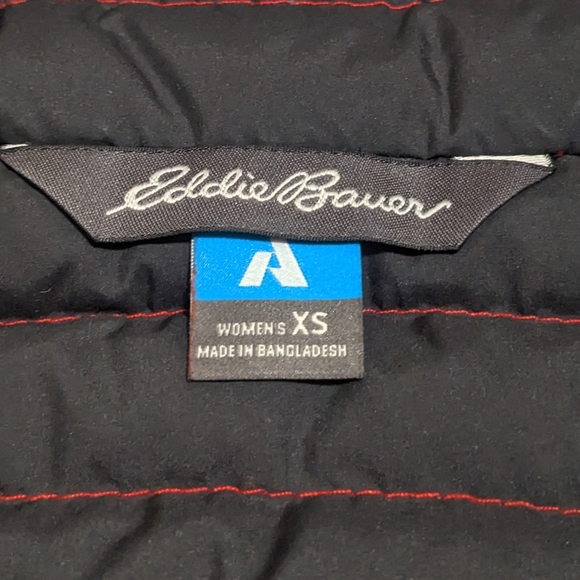 Eddie Bauer
WOMEN'S XS
MADE IN BANGLADESH